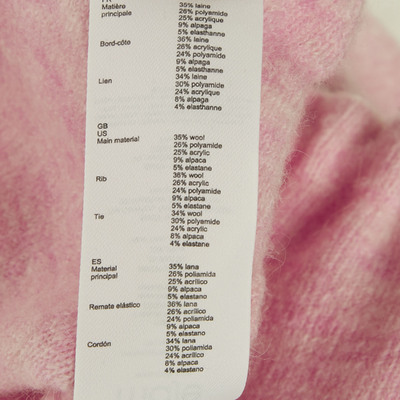 FR
Matière 35% laine
principale 26% polyamide
25% acrylique
9% alpaga
5% elasthanne
Bord-côte 36% laine
26% acrylique
24% polyamide
9% alpaga
5% elasthanne
Lien 34% laine
30% polyamide
24% acrylique
8% alpaga
4% elasthanne
GB
US
Main material 35% wool
26% polyamide
25% acrylic
9% alpaca
5% elastane
Rib 36% wool
26% acrylic
24% polyamide
9% alpaca
5% elastane
Tie 34% wool
30% polyamide
24% acrylic
8% alpaca
4% elastane
ES
Material 35% lana
principal 26% poliamida
25% acrílico
9% alpaca
5% elastano
Remate elástico 36% lana
26% acrílico
24% poliamida
9% alpaca
5% elastano
Cordón 34% lana
30% poliamida
24% acrílico
8% alpaca
4% elastano